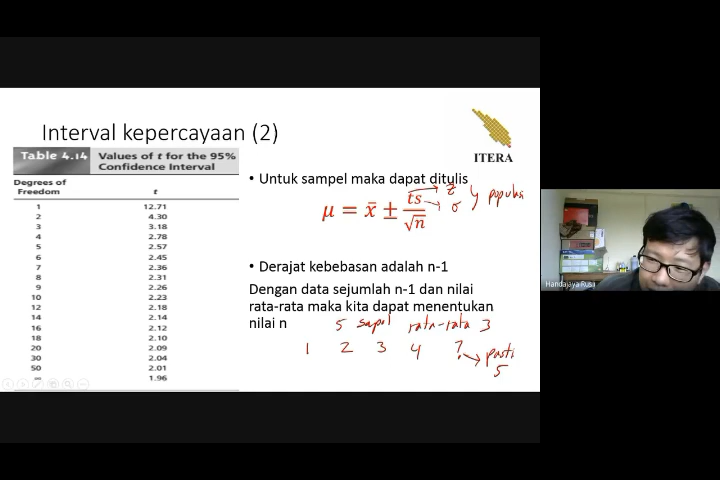 Interval kepercayaan (2)
ITERA
Table 4.14 Values of t for the 95% Confidence Interval
Degrees of Freedom t
1 12.71
2 4.30
3 3.18
4 2.78
5 2.57
6 2.45
7 2.36
8 2.31
9 2.26
10 2.23
12 2.18
14 2.14
16 2.12
18 2.10
20 2.09
30 2.04
50 2.01
∞ 1.96
• Untuk sampel maka dapat ditulis
μ = x̄ ± ts/√n
z
σ
populasi
• Derajat kebebasan adalah n-1
Dengan data sejumlah n-1 dan nilai
rata-rata maka kita dapat menentukan
nilai n
5 sapel rata-rata 3
1 2 3 4 ? pasti
5
Handajaya Rusli